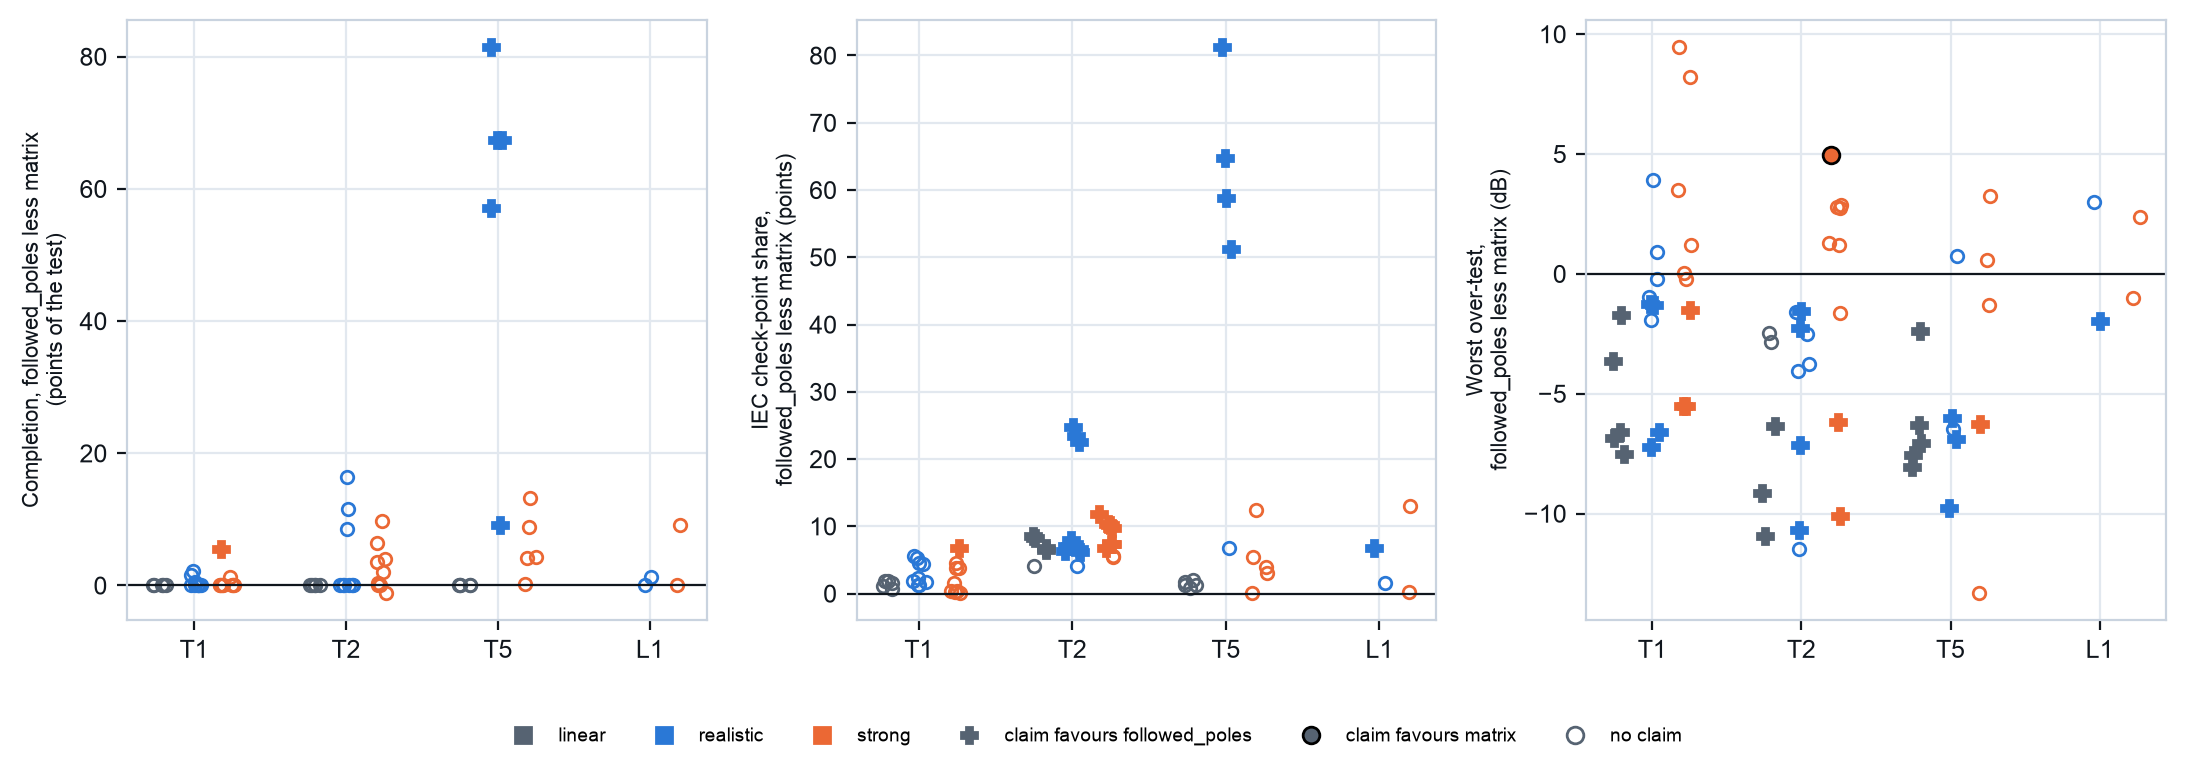 Completion, followed_poles less matrix
(points of the test)
80
60
40
20
0
T1
T2
T5
L1
IEC check-point share,
followed_poles less matrix (points)
80
70
60
50
40
30
20
10
0
T1
T2
T5
L1
Worst over-test,
followed_poles less matrix (dB)
10
5
0
−5
−10
T1
T2
T5
L1
linear
realistic
strong
claim favours followed_poles
claim favours matrix
no claim